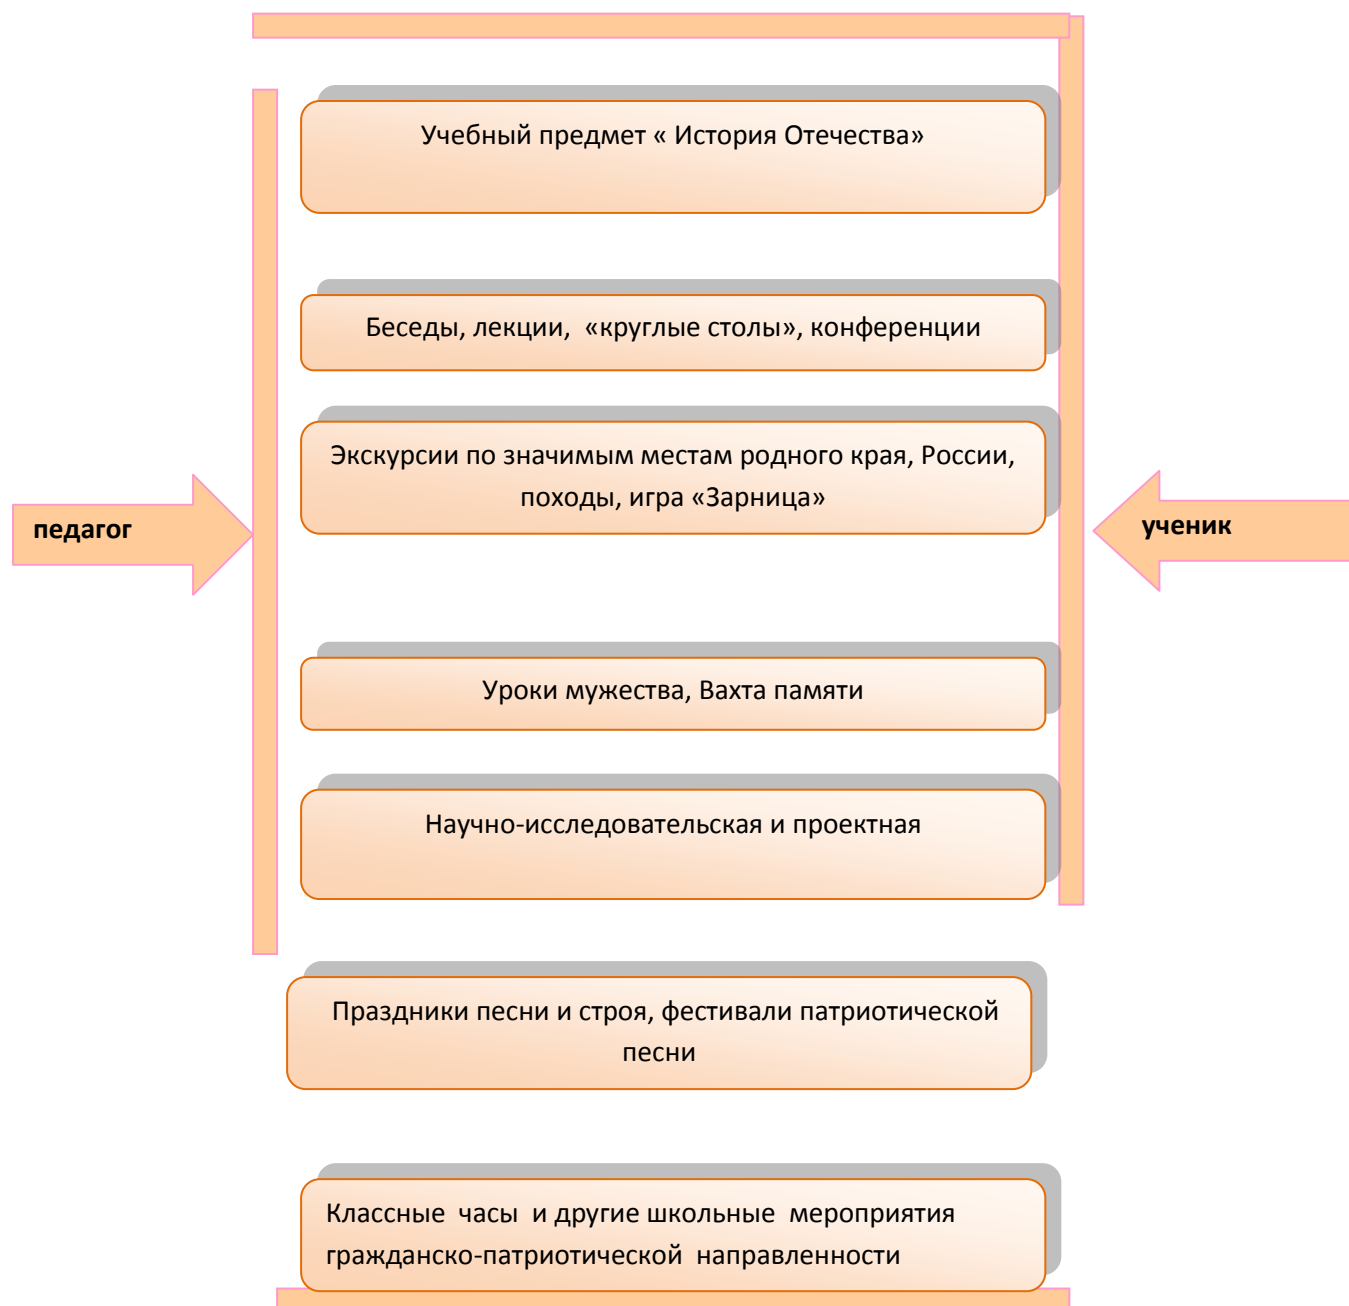 Учебный предмет « История Отечества»
Беседы, лекции, «круглые столы», конференции
Экскурсии по значимым местам родного края, России,
походы, игра «Зарница»
педагог
ученик
Уроки мужества, Вахта памяти
Научно-исследовательская и проектная
Праздники песни и строя, фестивали патриотической
песни
Классные часы и другие школьные мероприятия
гражданско-патриотической направленности